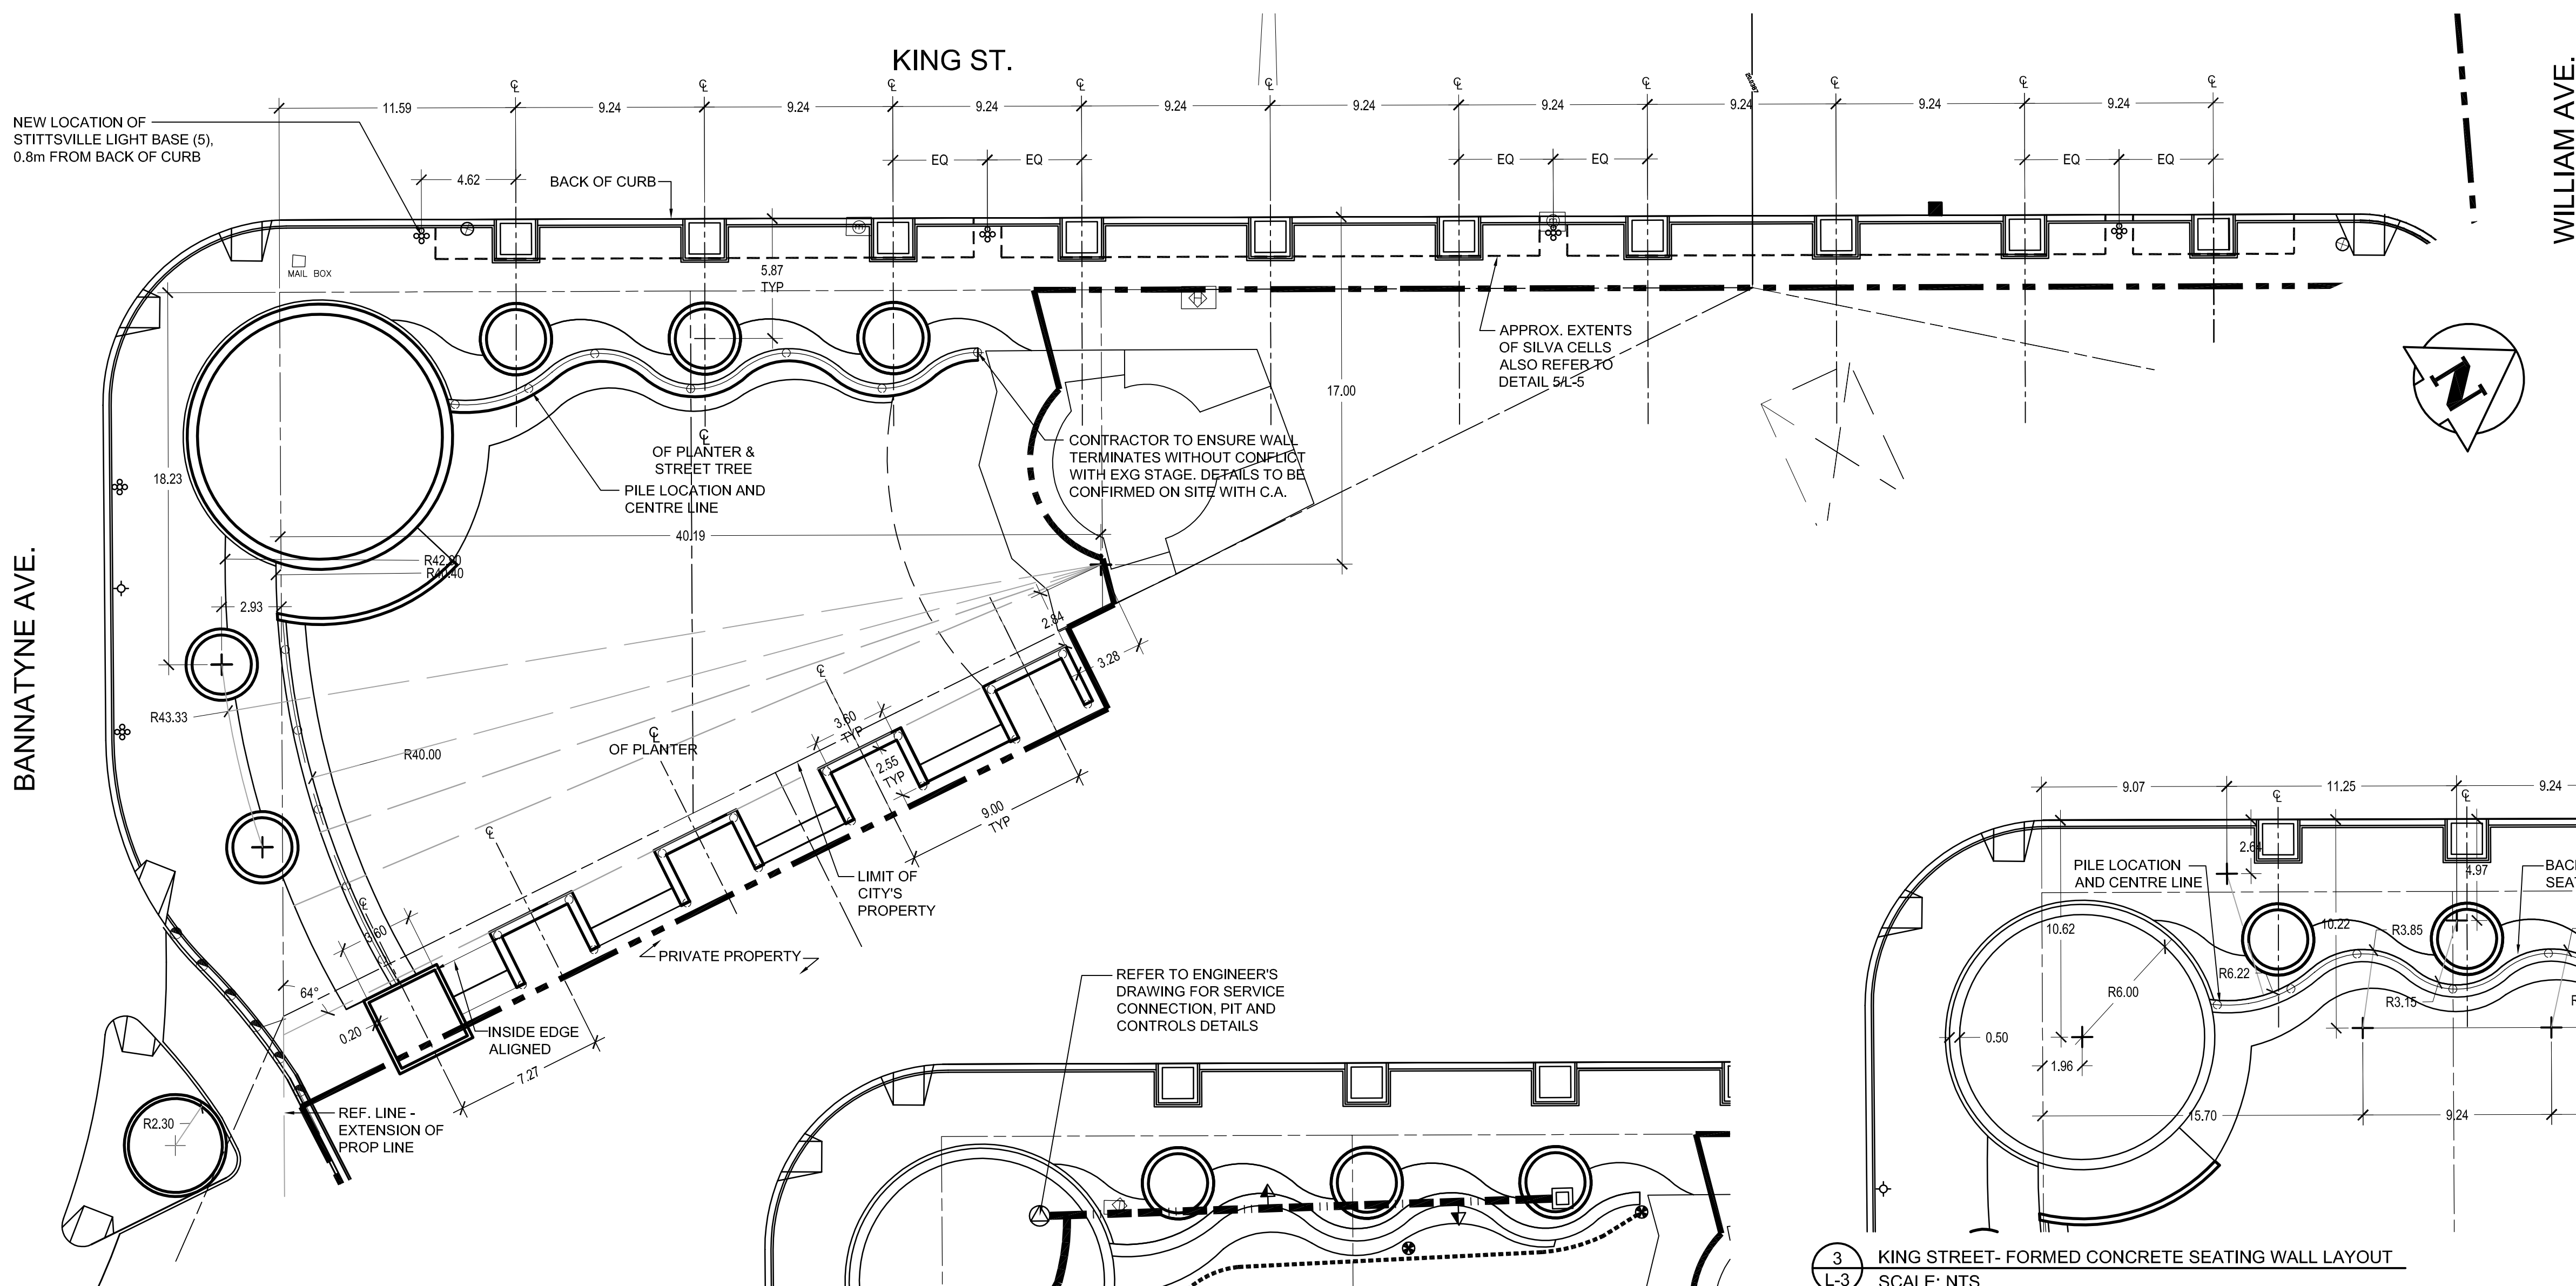 KING ST.
WILLIAM AVE.
BANNATYNE AVE.
℄ ℄ ℄ ℄ ℄ ℄ ℄ ℄ ℄ ℄
11.59 9.24 9.24 9.24 9.24 9.24 9.24 9.24 9.24 9.24
NEW LOCATION OF
STITTSVILLE LIGHT BASE (5),
0.8m FROM BACK OF CURB
EQ EQ EQ EQ EQ EQ
4.62
BACK OF CURB
MAIL BOX
5.87
TYP
H
APPROX. EXTENTS
OF SILVA CELLS
ALSO REFER TO
DETAIL 5/L-5
17.00
N
℄
OF PLANTER &
STREET TREE
PILE LOCATION AND
CENTRE LINE
CONTRACTOR TO ENSURE WALL
TERMINATES WITHOUT CONFLICT
WITH EXG STAGE. DETAILS TO BE
CONFIRMED ON SITE WITH C.A.
18.23
40.19
R40.40
2.93
2.84
3.28
℄
R43.33
3.60
TYP
℄
OF PLANTER
R40.00
2.55
TYP
9.00
TYP
℄
LIMIT OF
CITY'S
PROPERTY
℄
3.60
PRIVATE PROPERTY
64°
0.20
INSIDE EDGE
ALIGNED
7.27
REF. LINE -
EXTENSION OF
PROP LINE
R2.30
REFER TO ENGINEER'S
DRAWING FOR SERVICE
CONNECTION, PIT AND
CONTROLS DETAILS
9.07 11.25 9.24
℄ ℄
2.64
PILE LOCATION
AND CENTRE LINE
4.97
10.62
10.22
R3.85
R6.22
R6.00
R3.15
0.50
1.96
15.70
9.24
3
L-3
KING STREET- FORMED CONCRETE SEATING WALL LAYOUT
SCALE: NTS